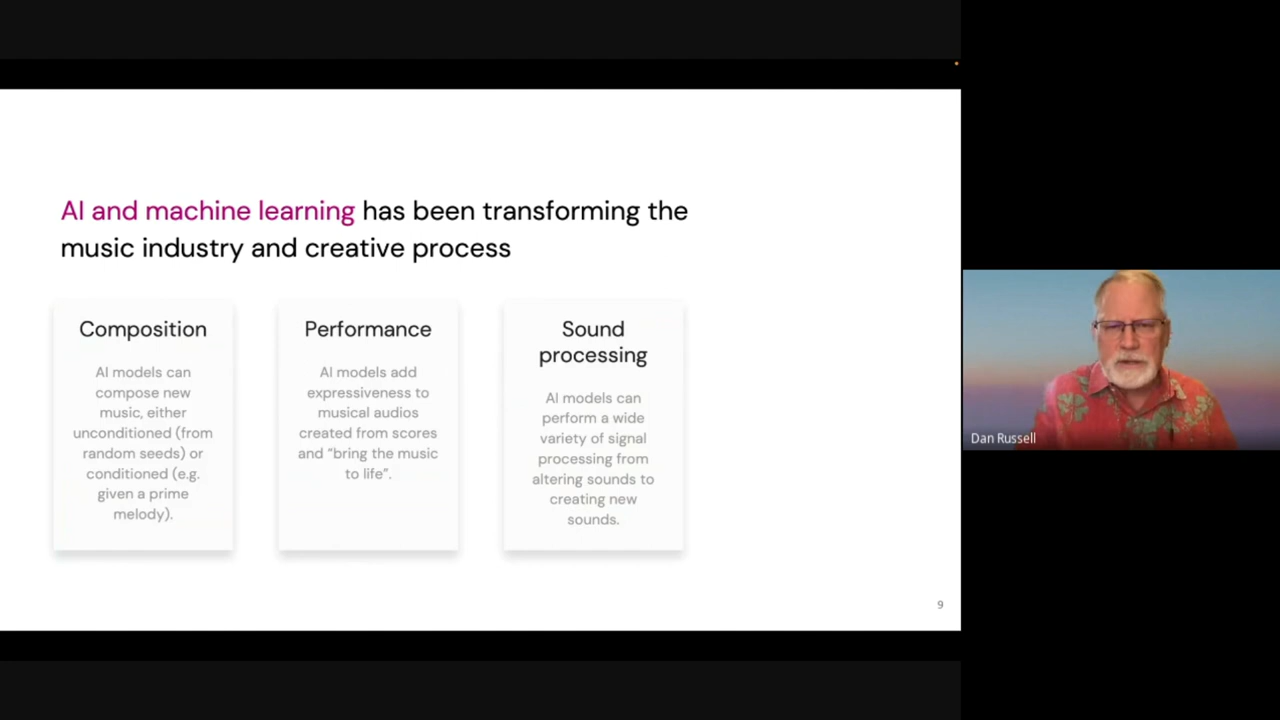 AI and machine learning has been transforming the
music industry and creative process
Composition
AI models can
compose new
music, either
unconditioned (from
random seeds) or
conditioned (e.g.
given a prime
melody).
Performance
AI models add
expressiveness to
musical audios
created from scores
and “bring the music
to life”.
Sound
processing
AI models can
perform a wide
variety of signal
processing from
altering sounds to
creating new
sounds.
9
Dan Russell